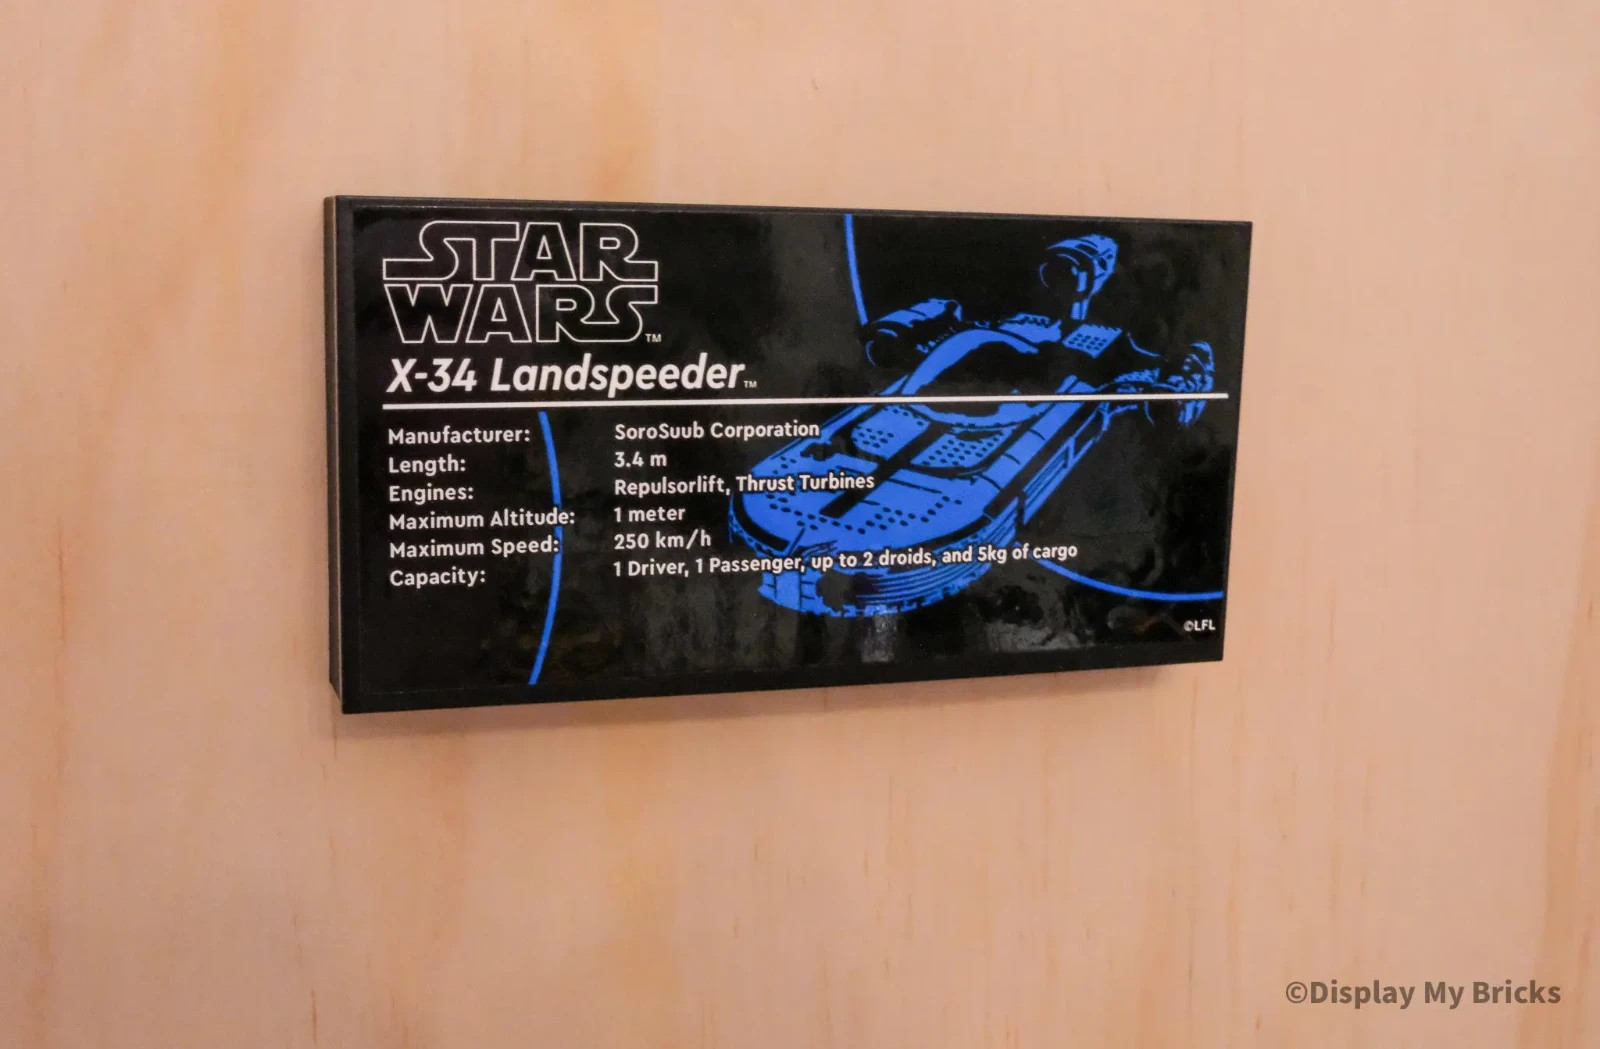 STAR
WARS™
X-34 Landspeeder™
Manufacturer: SoroSuub Corporation
Length: 3.4 m
Engines: Repulsorlift, Thrust Turbines
Maximum Altitude: 1 meter
Maximum Speed: 250 km/h
Capacity: 1 Driver, 1 Passenger, up to 2 droids, and 5kg of cargo
©LFL
©Display My Bricks